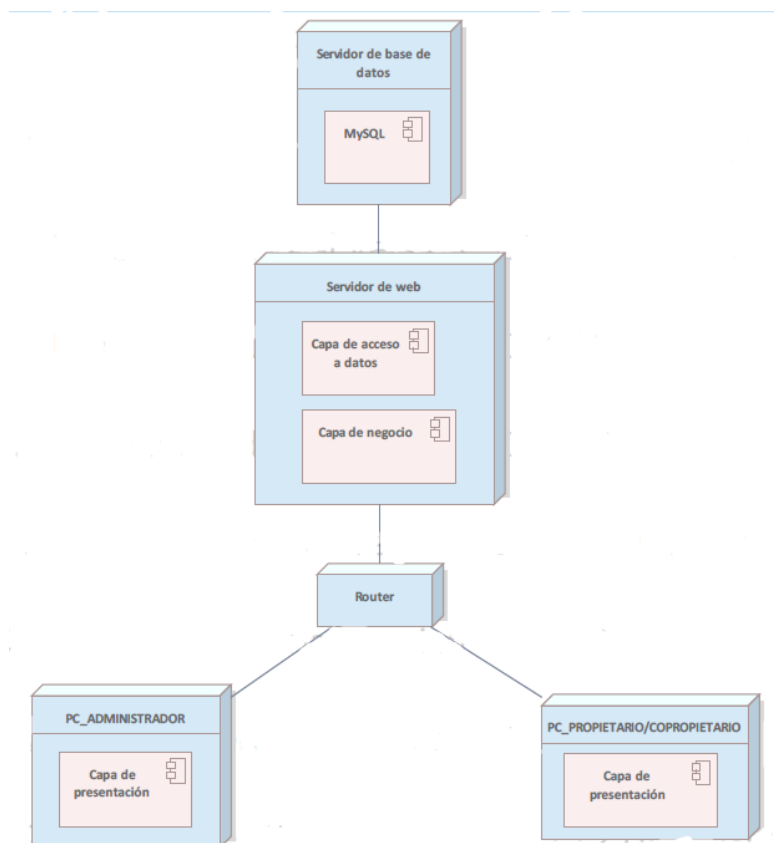 Servidor de base de
datos
MySQL
Servidor de web
Capa de acceso
a datos
Capa de negocio
Router
PC_ADMINISTRADOR
Capa de
presentación
PC_PROPIETARIO/COPROPIETARIO
Capa de
presentación